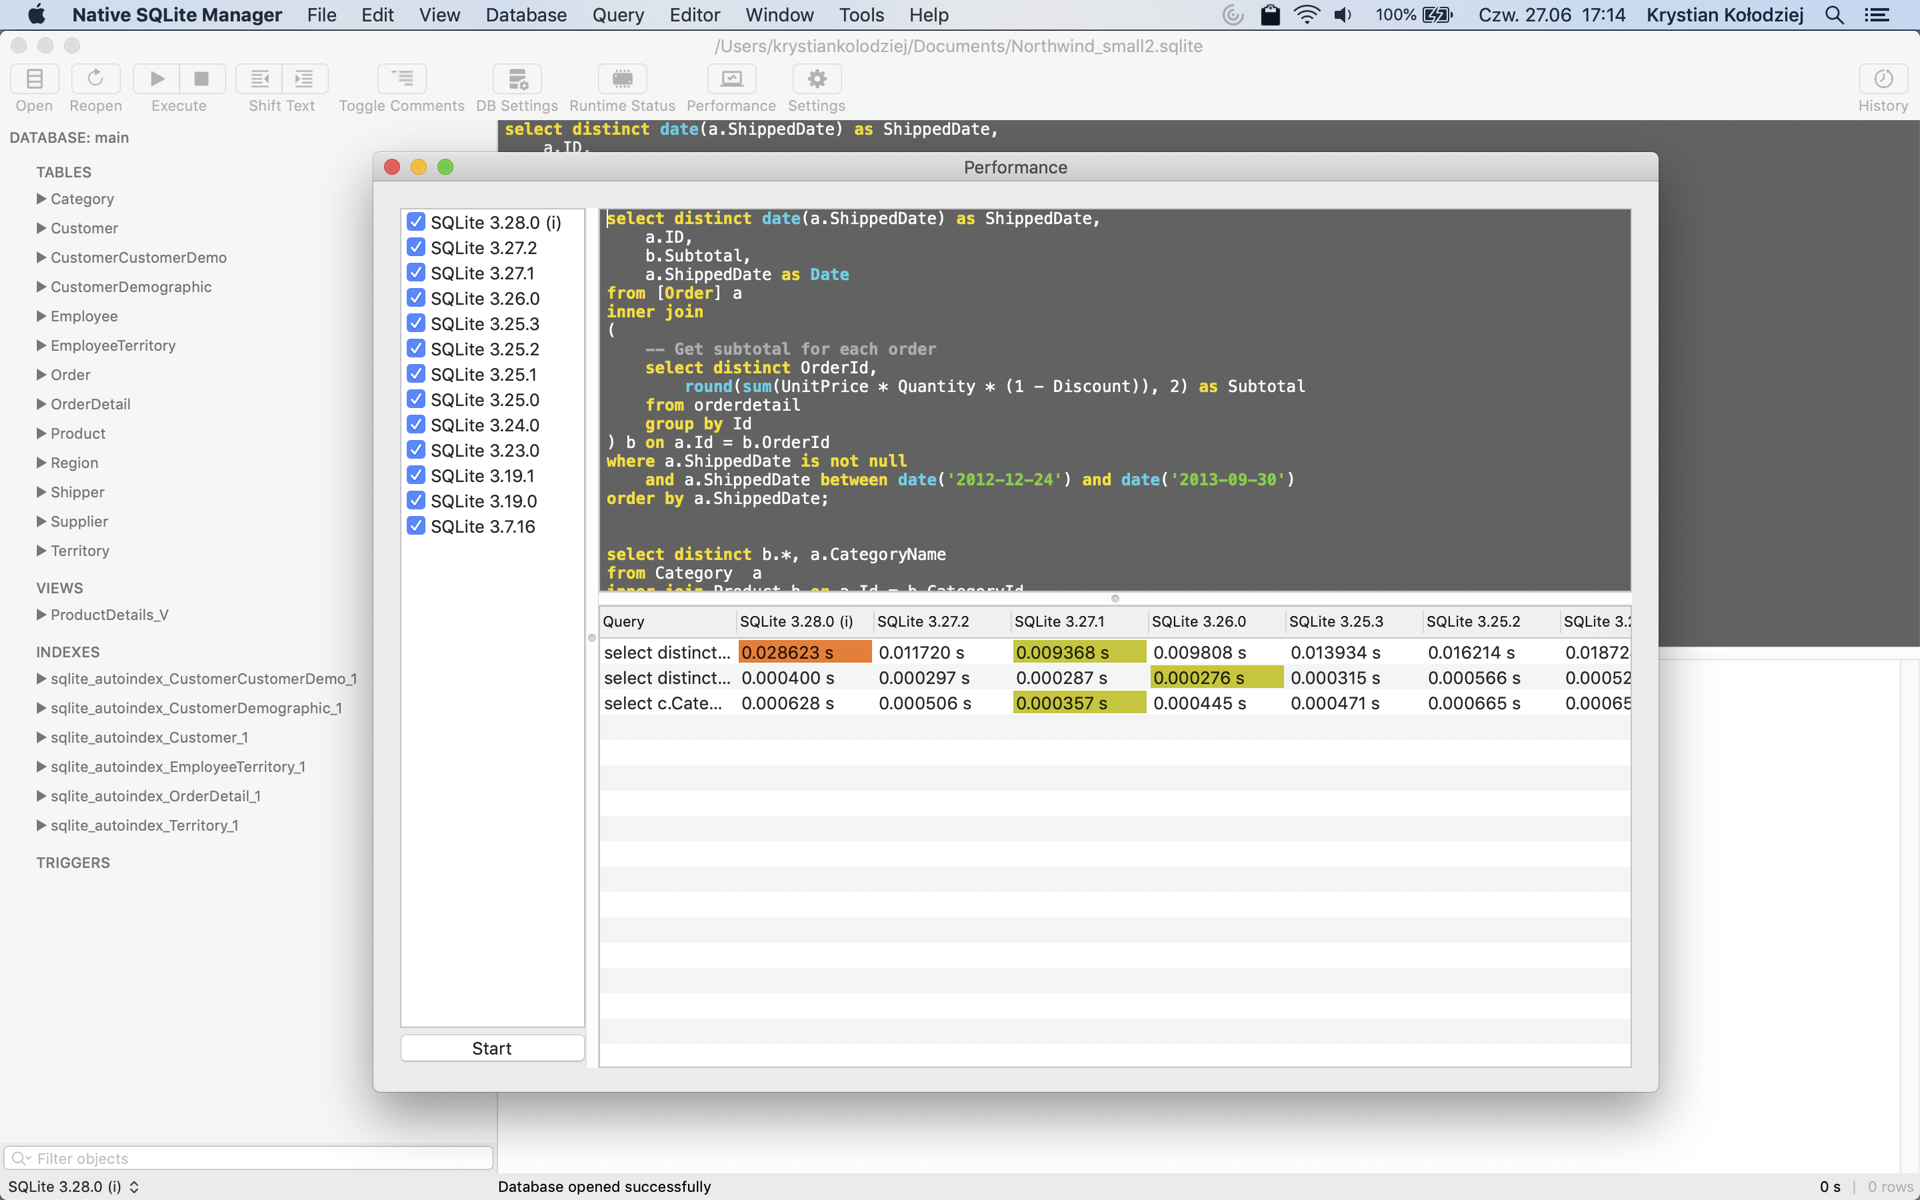 Native SQLite Manager File Edit View Database Query Editor Window Tools Help 100% Czw. 27.06 17:14 Krystian Kołodziej
/Users/krystiankolodziej/Documents/Northwind_small2.sqlite
Open Reopen Execute Shift Text Toggle Comments DB Settings Runtime Status Performance Settings History
DATABASE: main
TABLES
Category
Customer
CustomerCustomerDemo
CustomerDemographic
Employee
EmployeeTerritory
Order
OrderDetail
Product
Region
Shipper
Supplier
Territory
VIEWS
ProductDetails_V
INDEXES
sqlite_autoindex_CustomerCustomerDemo_1
sqlite_autoindex_CustomerDemographic_1
sqlite_autoindex_Customer_1
sqlite_autoindex_EmployeeTerritory_1
sqlite_autoindex_OrderDetail_1
sqlite_autoindex_Territory_1
TRIGGERS
Filter objects
SQLite 3.28.0 (i)
select distinct date(a.ShippedDate) as ShippedDate,
a.ID,
Performance
SQLite 3.28.0 (i)
SQLite 3.27.2
SQLite 3.27.1
SQLite 3.26.0
SQLite 3.25.3
SQLite 3.25.2
SQLite 3.25.1
SQLite 3.25.0
SQLite 3.24.0
SQLite 3.23.0
SQLite 3.19.1
SQLite 3.19.0
SQLite 3.7.16
Start
select distinct date(a.ShippedDate) as ShippedDate,
a.ID,
b.Subtotal,
a.ShippedDate as Date
from [Order] a
inner join
(
-- Get subtotal for each order
select distinct OrderId,
round(sum(UnitPrice * Quantity * (1 - Discount)), 2) as Subtotal
from orderdetail
group by Id
) b on a.Id = b.OrderId
where a.ShippedDate is not null
and a.ShippedDate between date('2012-12-24') and date('2013-09-30')
order by a.ShippedDate;
select distinct b.*, a.CategoryName
from Category a
inner join Product b on a.Id = b.CategoryId
Query SQLite 3.28.0 (i) SQLite 3.27.2 SQLite 3.27.1 SQLite 3.26.0 SQLite 3.25.3 SQLite 3.25.2 SQLite 3.2
select distinct... 0.028623 s 0.011720 s 0.009368 s 0.009808 s 0.013934 s 0.016214 s 0.01872
select distinct... 0.000400 s 0.000297 s 0.000287 s 0.000276 s 0.000315 s 0.000566 s 0.00052
select c.Cate... 0.000628 s 0.000506 s 0.000357 s 0.000445 s 0.000471 s 0.000665 s 0.00065
Database opened successfully
0 s | 0 rows